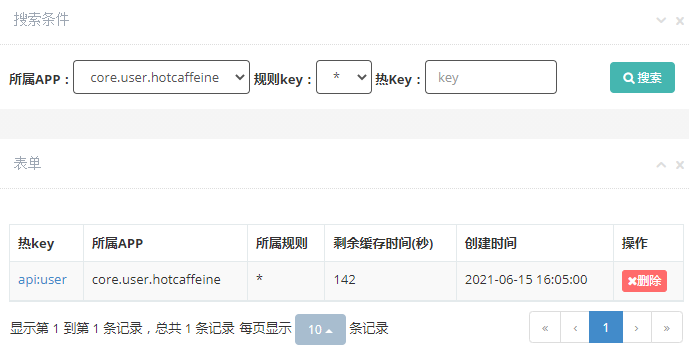 搜索条件
所属APP： core.user.hotcaffeine 规则key： * 热Key： key 搜索
表单
热key 所属APP 所属规则 剩余缓存时间(秒) 创建时间 操作
api:user core.user.hotcaffeine * 142 2021-06-15 16:05:00 删除
显示第 1 到第 1 条记录，总共 1 条记录 每页显示 10 条记录 « ‹ 1 › »